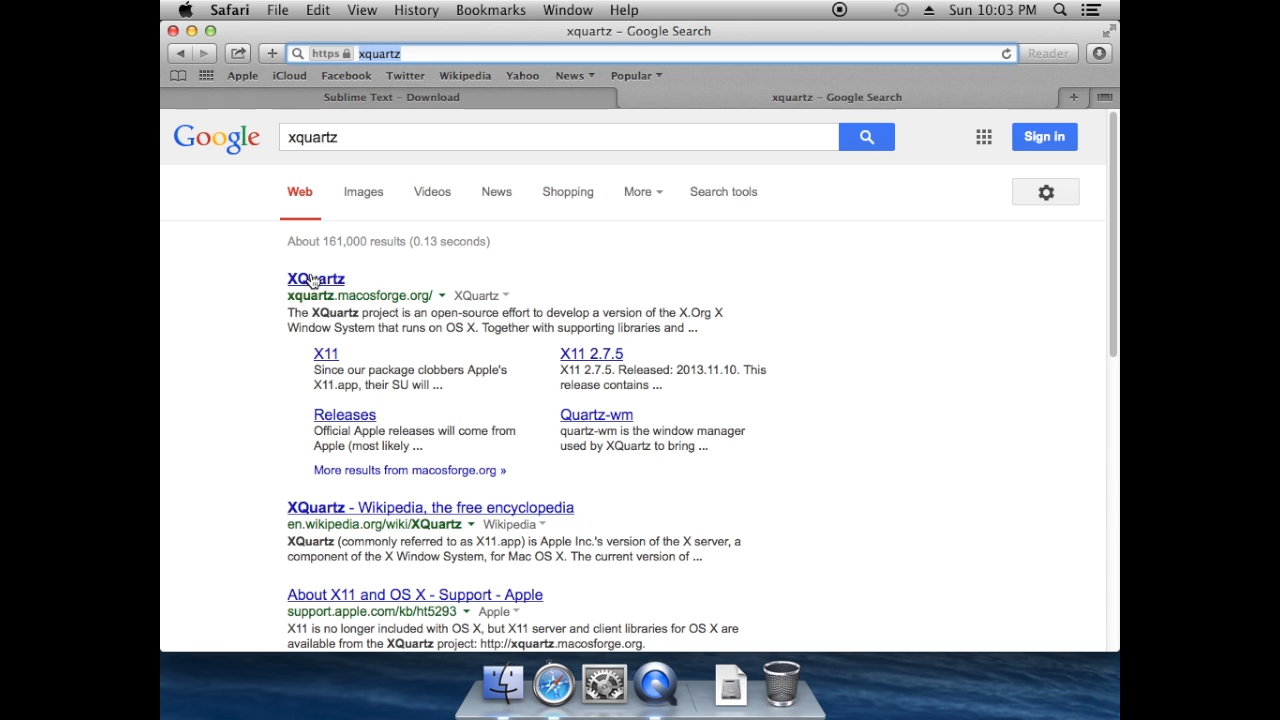 Safari File Edit View History Bookmarks Window Help Sun 10:03 PM
xquartz – Google Search
https xquartz Reader
Apple iCloud Facebook Twitter Wikipedia Yahoo News Popular
Sublime Text – Download xquartz – Google Search
Google xquartz Sign in
Web Images Videos News Shopping More Search tools
About 161,000 results (0.13 seconds)
XQuartz
xquartz.macosforge.org/ XQuartz
The XQuartz project is an open-source effort to develop a version of the X.Org X
Window System that runs on OS X. Together with supporting libraries and ...
X11
Since our package clobbers Apple's
X11.app, their SU will ...
X11 2.7.5
X11 2.7.5. Released: 2013.11.10. This
release contains ...
Releases
Official Apple releases will come from
Apple (most likely ...
Quartz-wm
quartz-wm is the window manager
used by XQuartz to bring ...
More results from macosforge.org »
XQuartz - Wikipedia, the free encyclopedia
en.wikipedia.org/wiki/XQuartz Wikipedia
XQuartz (commonly referred to as X11.app) is Apple Inc.'s version of the X server, a
component of the X Window System, for Mac OS X. The current version of ...
About X11 and OS X - Support - Apple
support.apple.com/kb/ht5293 Apple
X11 is no longer included with OS X, but X11 server and client libraries for OS X are
available from the XQuartz project: http://xquartz.macosforge.org.